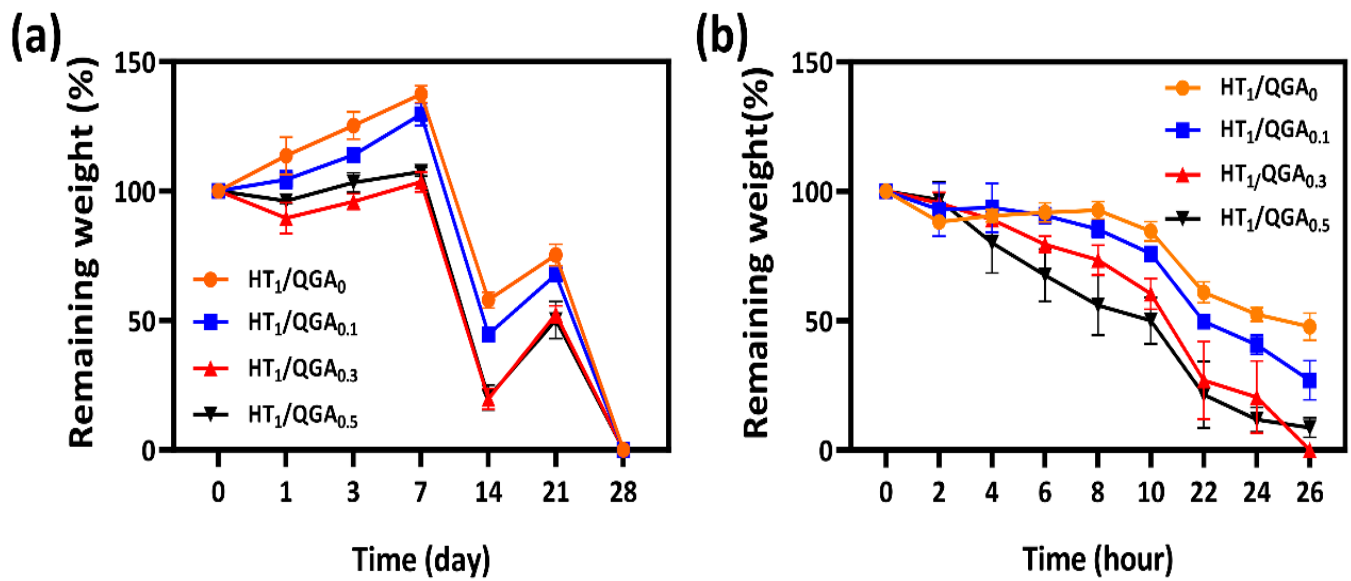 (a)
Remaining weight (%)
150
100
50
0
HT₁/QGA₀
HT₁/QGA₀.₁
HT₁/QGA₀.₃
HT₁/QGA₀.₅
0 1 3 7 14 21 28
Time (day)
(b)
Remaining weight(%)
150
100
50
0
HT₁/QGA₀
HT₁/QGA₀.₁
HT₁/QGA₀.₃
HT₁/QGA₀.₅
0 2 4 6 8 10 22 24 26
Time (hour)